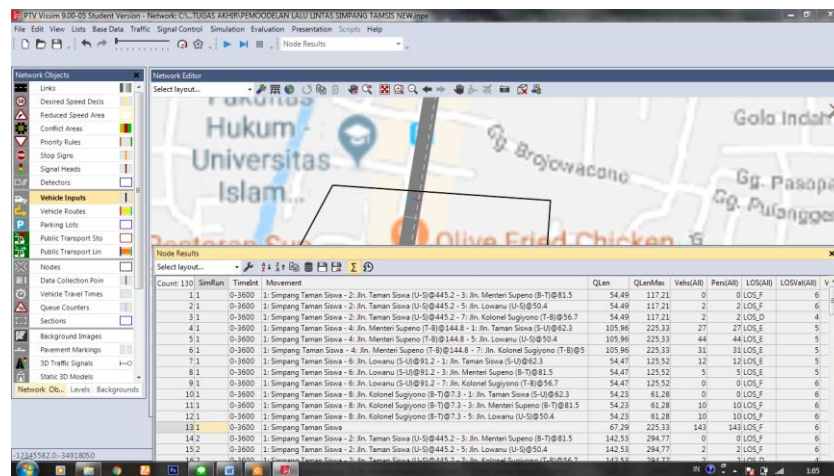 PTV Vissim 9.00-05 Student Version - Network: C:\...TUGAS AKHIR\PEMOODELAN LALU LINTAS SIMPANG TAMSIS NEW.inpx
File Edit View Lists Base Data Traffic Signal Control Simulation Evaluation Presentation Scripts Help
Node Results
Network Objects
Links
Desired Speed Decis
Reduced Speed Area
Conflict Areas
Priority Rules
Stop Signs
Signal Heads
Detectors
Vehicle Inputs
Vehicle Routes
Parking Lots
Public Transport Sto
Public Transport Lin
Nodes
Data Collection Poin
Vehicle Travel Times
Queue Counters
Sections
Background Images
Pavement Markings
3D Traffic Signals
Static 3D Models
Network Ob... Levels Backgrounds
Network Editor
Select layout...
Fakultas
Hukum -
Universitas
Islam...
Gg. Brojowacono
Golo Indah
Gg. Pasopa
Gg. Puanggen
Olive Fried Chicken
Node Results
Select layout...
Count: 130 SimRun TimeInt Movement QLen QLenMax Vehs(All) Pers(All) LOS(All) LOSVal(All) V
1 1 0-3600 1: Simpang Taman Siswa - 2: Jln. Taman Siswa (U-S)@445.2 - 3: Jln. Menteri Supeno (B-T)@81.5 54,49 117,21 0 0 LOS_F 6
2 1 0-3600 1: Simpang Taman Siswa - 2: Jln. Taman Siswa (U-S)@445.2 - 5: Jln. Lowanu (U-S)@50.4 54,49 117,21 2 2 LOS_F 6
3 1 0-3600 1: Simpang Taman Siswa - 2: Jln. Taman Siswa (U-S)@445.2 - 7: Jln. Kolonel Sugiyono (T-B)@56.7 54,49 117,21 2 2 LOS_D 4
4 1 0-3600 1: Simpang Taman Siswa - 4: Jln. Menteri Supeno (T-B)@144.8 - 1: Jln. Taman Siswa (S-U)@62.3 105,96 225,33 27 27 LOS_E 5
5 1 0-3600 1: Simpang Taman Siswa - 4: Jln. Menteri Supeno (T-B)@144.8 - 5: Jln. Lowanu (U-S)@50.4 105,96 225,33 44 44 LOS_E 5
6 1 0-3600 1: Simpang Taman Siswa - 4: Jln. Menteri Supeno (T-B)@144.8 - 7: Jln. Kolonel Sugiyono (T-B)@5 105,96 225,33 31 31 LOS_E 5
7 1 0-3600 1: Simpang Taman Siswa - 6: Jln. Lowanu (S-U)@91.2 - 1: Jln. Taman Siswa (S-U)@62.3 54,47 125,52 12 12 LOS_E 5
8 1 0-3600 1: Simpang Taman Siswa - 6: Jln. Lowanu (S-U)@91.2 - 3: Jln. Menteri Supeno (B-T)@81.5 54,47 125,52 5 5 LOS_E 5
9 1 0-3600 1: Simpang Taman Siswa - 6: Jln. Lowanu (S-U)@91.2 - 7: Jln. Kolonel Sugiyono (T-B)@56.7 54,47 125,52 0 0 LOS_F 6
10 1 0-3600 1: Simpang Taman Siswa - 8: Jln. Kolonel Sugiyono (B-T)@7.3 - 1: Jln. Taman Siswa (S-U)@62.3 54,23 61,28 0 0 LOS_F 6
11 1 0-3600 1: Simpang Taman Siswa - 8: Jln. Kolonel Sugiyono (B-T)@7.3 - 3: Jln. Menteri Supeno (B-T)@81.5 54,23 61,28 10 10 LOS_F 6
12 1 0-3600 1: Simpang Taman Siswa - 8: Jln. Kolonel Sugiyono (B-T)@7.3 - 5: Jln. Lowanu (U-S)@50.4 54,23 61,28 10 10 LOS_F 6
13 1 0-3600 1: Simpang Taman Siswa 67,29 225,33 143 143 LOS_F 6
14 2 0-3600 1: Simpang Taman Siswa - 2: Jln. Taman Siswa (U-S)@445.2 - 3: Jln. Menteri Supeno (B-T)@81.5 142,53 294,77 0 0 LOS_F 6
15 2 0-3600 1: Simpang Taman Siswa - 2: Jln. Taman Siswa (U-S)@445.2 - 5: Jln. Lowanu (U-S)@50.4 142,53 294,77 2 2 LOS_F 6
-12345582.0:-3491805.0
IN
1:05